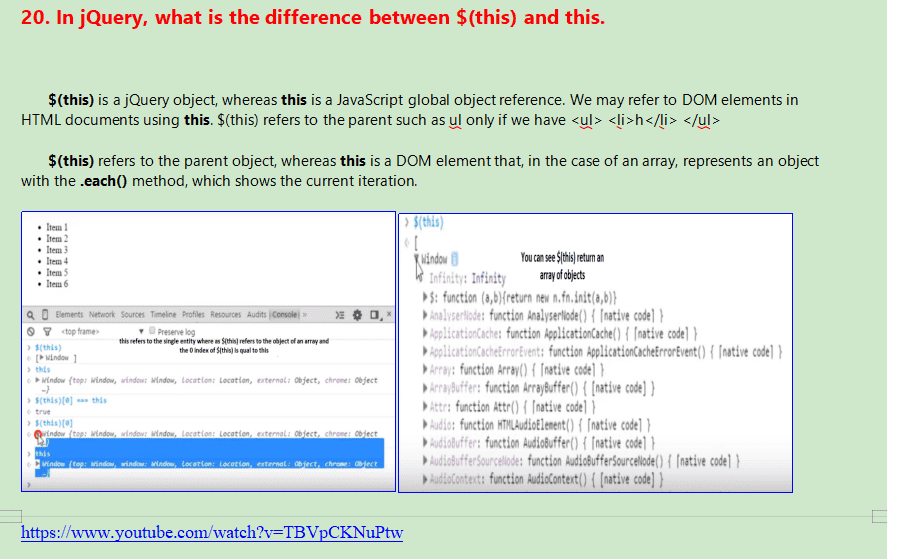 20. In jQuery, what is the difference between $(this) and this.
$(this) is a jQuery object, whereas this is a JavaScript global object reference. We may refer to DOM elements in
HTML documents using this. $(this) refers to the parent such as ul only if we have <ul> <li>h</li> </ul>
$(this) refers to the parent object, whereas this is a DOM element that, in the case of an array, represents an object
with the .each() method, which shows the current iteration.
• Item 1
• Item 2
• Item 3
• Item 4
• Item 5
• Item 6
Elements Network Sources Timeline Profiles Resources Audits Console »
<top frame> ▼ Preserve log
this refers to the single entity where as $(this) refers to the object of an array and
the 0 index of $(this) is qual to this
> $(this)
[▶ Window ]
> this
▶ Window {top: Window, window: Window, location: Location, external: Object, chrome: Object
…}
> $(this)[0] === this
true
> $(this)[0]
Window {top: Window, window: Window, location: Location, external: Object, chrome: Object
> this
▶ Window {top: Window, window: Window, location: Location, external: Object, chrome: Object
…}
>
> $(this)
[
▼ Window
You can see $(this) return an
array of objects
Infinity: Infinity
▶ $: function (a,b){return new n.fn.init(a,b)}
▶ AnalyserNode: function AnalyserNode() { [native code] }
▶ ApplicationCache: function ApplicationCache() { [native code] }
▶ ApplicationCacheErrorEvent: function ApplicationCacheErrorEvent() { [native code] }
▶ Array: function Array() { [native code] }
▶ ArrayBuffer: function ArrayBuffer() { [native code] }
▶ Attr: function Attr() { [native code] }
▶ Audio: function HTMLAudioElement() { [native code] }
▶ AudioBuffer: function AudioBuffer() { [native code] }
▶ AudioBufferSourceNode: function AudioBufferSourceNode() { [native code] }
▶ AudioContext: function AudioContext() { [native code] }
https://www.youtube.com/watch?v=TBVpCKNuPtw